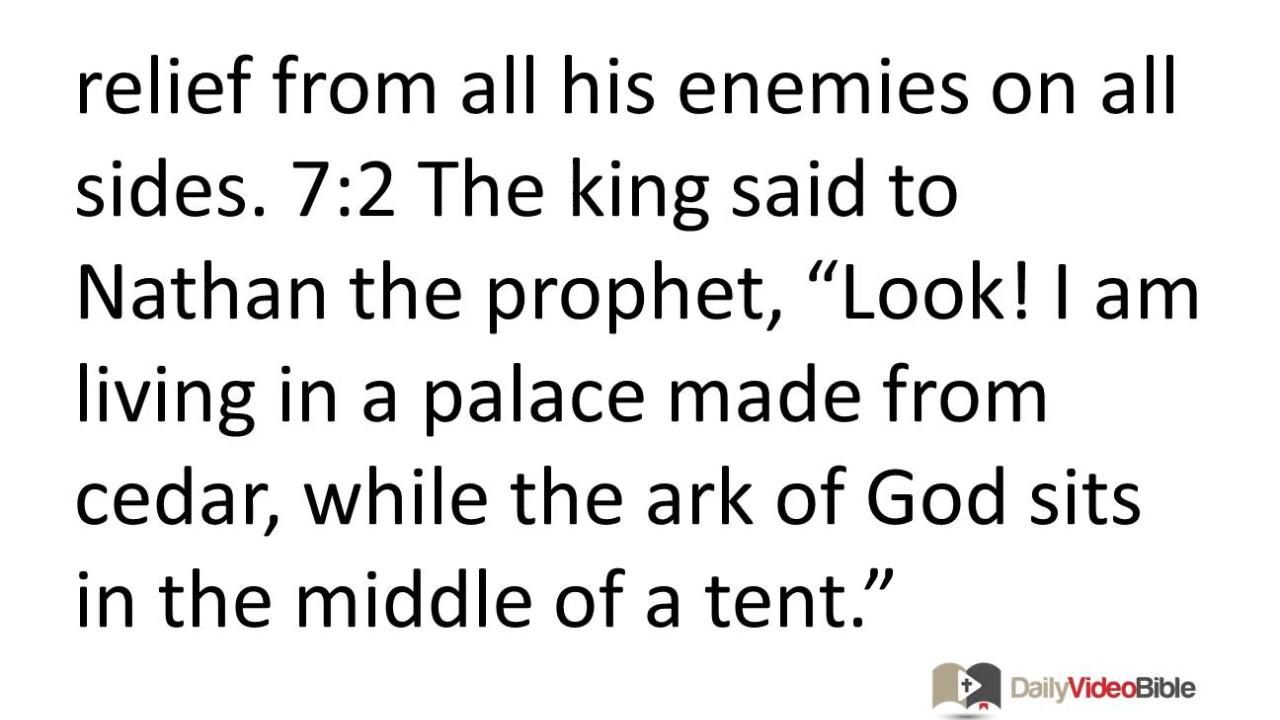 relief from all his enemies on all
sides. 7:2 The king said to
Nathan the prophet, “Look! I am
living in a palace made from
cedar, while the ark of God sits
in the middle of a tent.”
DailyVideoBible